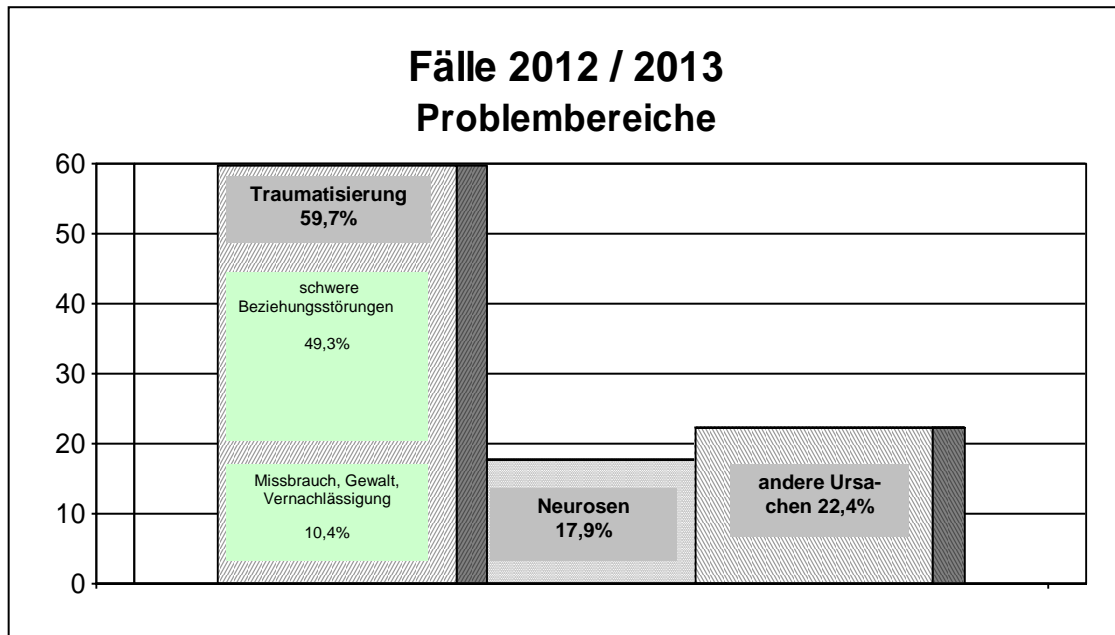 Fälle 2012 / 2013
Problembereiche
60
50
40
30
20
10
0
Traumatisierung
59,7%
schwere
Beziehungsstörungen
49,3%
Missbrauch, Gewalt,
Vernachlässigung
10,4%
Neurosen
17,9%
andere Ursa-
chen 22,4%